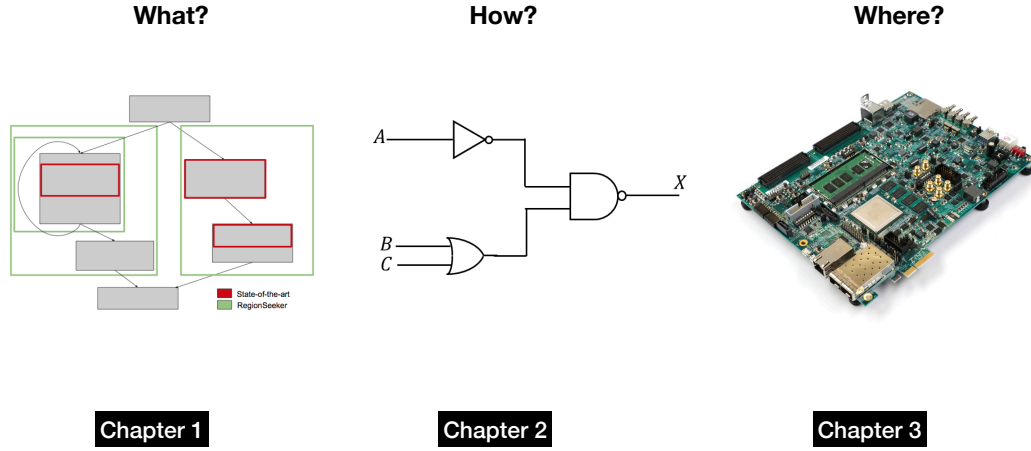 What?
How?
Where?
State-of-the-art
RegionSeeker
A
B
C
X
Chapter 1
Chapter 2
Chapter 3